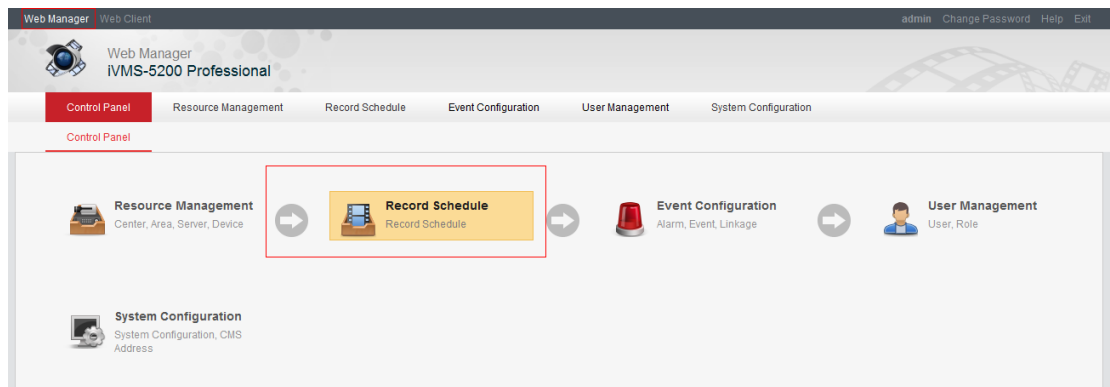 Web Manager Web Client admin Change Password Help Exit
Web Manager
iVMS-5200 Professional
Control Panel Resource Management Record Schedule Event Configuration User Management System Configuration
Control Panel
Resource Management
Center, Area, Server, Device
Record Schedule
Record Schedule
Event Configuration
Alarm, Event, Linkage
User Management
User, Role
System Configuration
System Configuration, CMS
Address